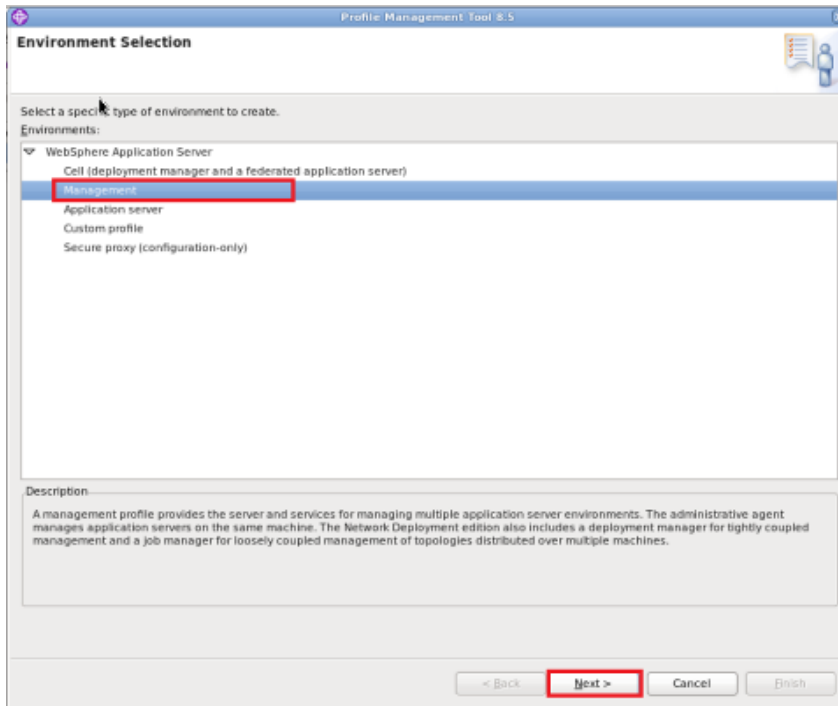 Profile Management Tool 8.5
Environment Selection
Select a specific type of environment to create.
Environments:
WebSphere Application Server
Cell (deployment manager and a federated application server)
Management
Application server
Custom profile
Secure proxy (configuration-only)
Description
A management profile provides the server and services for managing multiple application server environments. The administrative agent
manages application servers on the same machine. The Network Deployment edition also includes a deployment manager for tightly coupled
management and a job manager for loosely coupled management of topologies distributed over multiple machines.
< Back Next > Cancel Finish